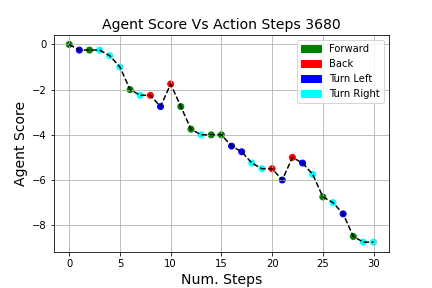 Agent Score Vs Action Steps 3680
Forward
Back
Turn Left
Turn Right
0
−2
−4
−6
−8
Agent Score
0 5 10 15 20 25 30
Num. Steps